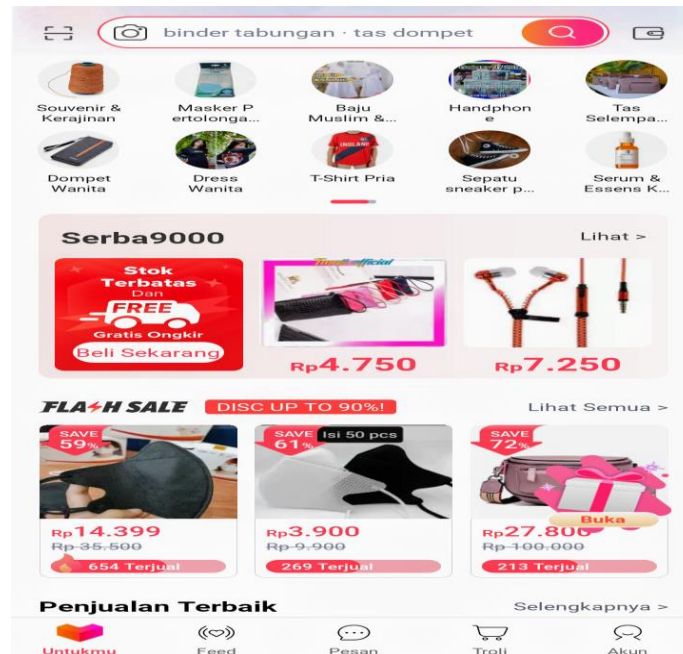 binder tabungan · tas dompet
Souvenir &
Kerajinan
Masker P
ertolonga...
Baju
Muslim &...
Handphon
e
Tas
Selempa...
Dompet
Wanita
Dress
Wanita
T-Shirt Pria
Sepatu
sneaker p...
Serum &
Essens K...
Serba9000
Lihat >
Stok
Terbatas
Dan
FREE
Gratis Ongkir
Beli Sekarang
Rp4.750
Rp7.250
FLASH SALE
DISC UP TO 90%!
Lihat Semua >
SAVE
59%
SAVE
61%
Isi 50 pcs
SAVE
72%
Buka
Rp14.399
Rp 35.500
654 Terjual
Rp3.900
Rp 9.900
269 Terjual
Rp27.800
Rp 100.000
213 Terjual
Penjualan Terbaik
Selengkapnya >
Untukmu
Feed
Pesan
Troli
Akun